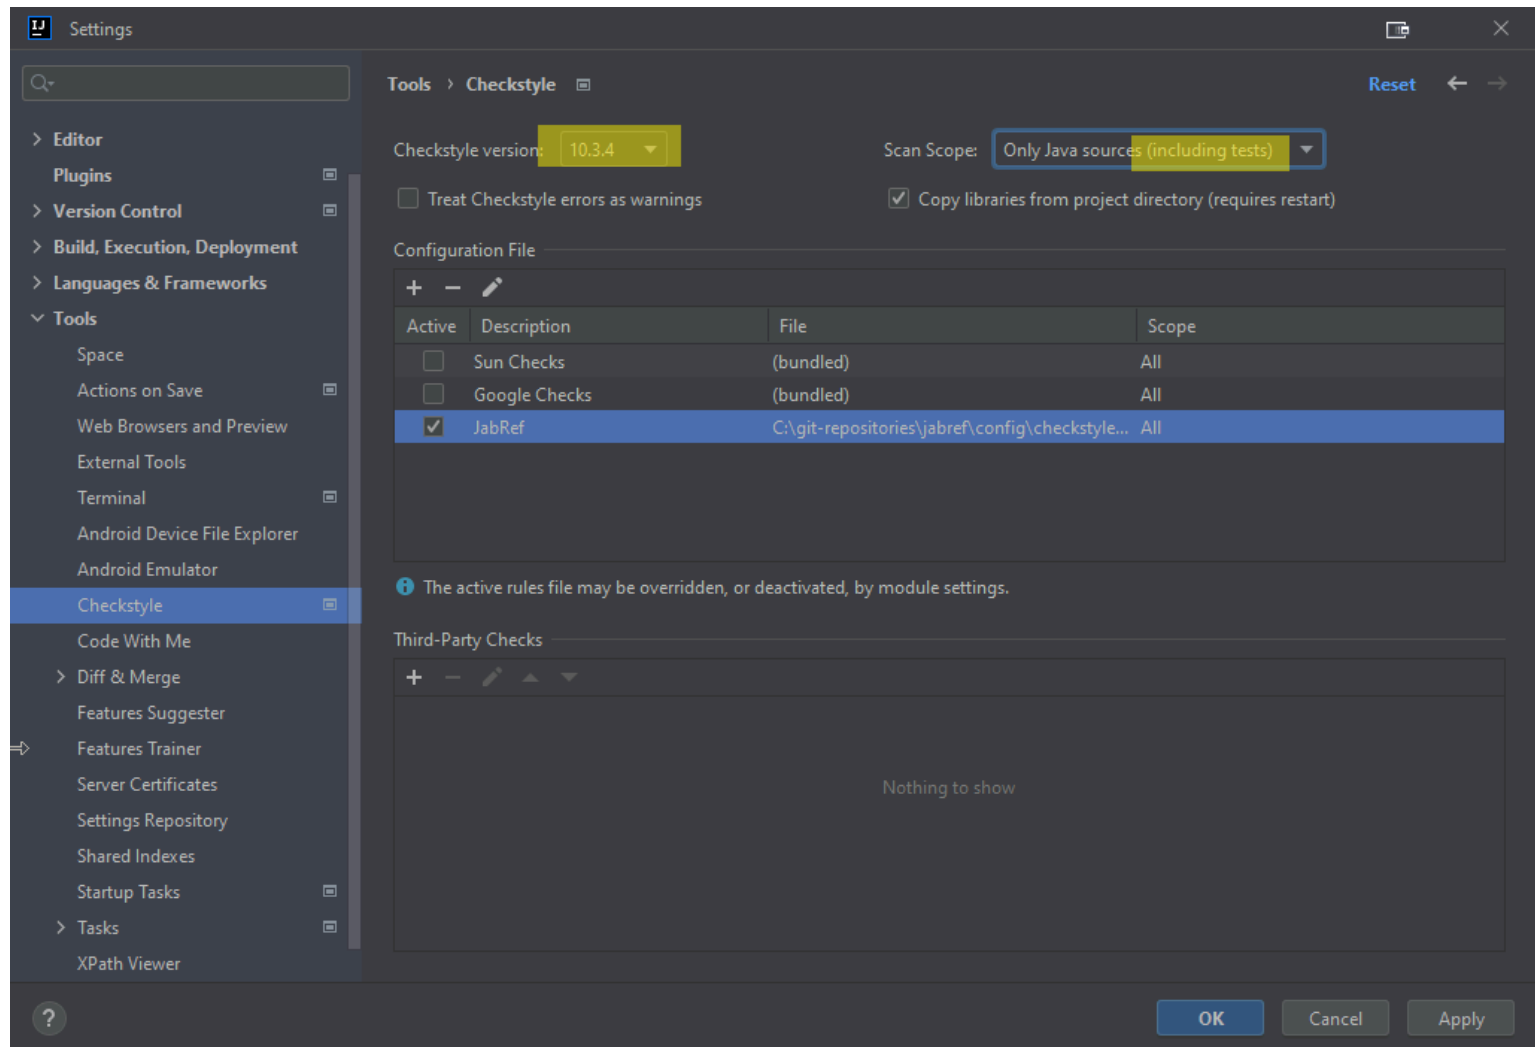 IJ
Settings
Editor
Plugins
Version Control
Build, Execution, Deployment
Languages & Frameworks
Tools
Space
Actions on Save
Web Browsers and Preview
External Tools
Terminal
Android Device File Explorer
Android Emulator
Checkstyle
Code With Me
Diff & Merge
Features Suggester
Features Trainer
Server Certificates
Settings Repository
Shared Indexes
Startup Tasks
Tasks
XPath Viewer
Tools › Checkstyle
Reset
Checkstyle version: 10.3.4
Scan Scope: Only Java sources (including tests)
Treat Checkstyle errors as warnings
Copy libraries from project directory (requires restart)
Configuration File
Active Description File Scope
Sun Checks (bundled) All
Google Checks (bundled) All
JabRef C:\git-repositories\jabref\config\checkstyle... All
The active rules file may be overridden, or deactivated, by module settings.
Third-Party Checks
Nothing to show
?
OK Cancel Apply